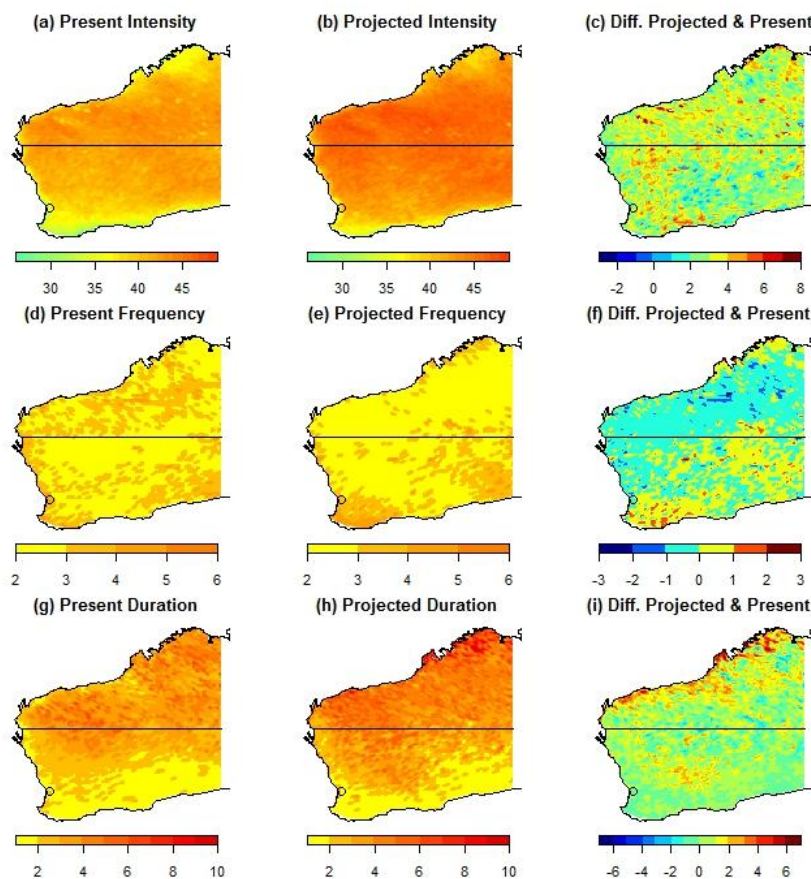 (a) Present Intensity (b) Projected Intensity (c) Diff. Projected & Present
30 35 40 45 30 35 40 45 -2 0 2 4 6 8
(d) Present Frequency (e) Projected Frequency (f) Diff. Projected & Present
2 3 4 5 6 2 3 4 5 6 -3 -2 -1 0 1 2 3
(g) Present Duration (h) Projected Duration (i) Diff. Projected & Present
2 4 6 8 10 2 4 6 8 10 -6 -4 -2 0 2 4 6